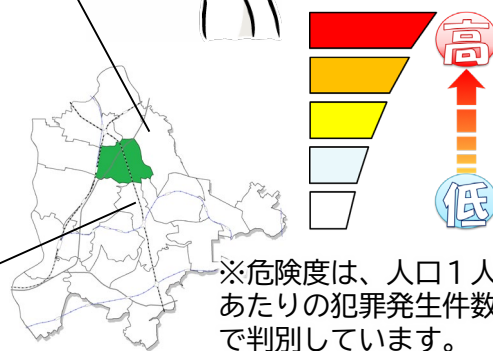 高
低
※危険度は、人口１人
あたりの犯罪発生件数
で判別しています。